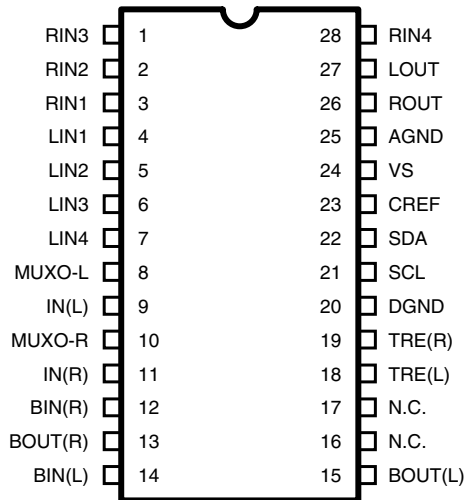 RIN3 1 28 RIN4
RIN2 2 27 LOUT
RIN1 3 26 ROUT
LIN1 4 25 AGND
LIN2 5 24 VS
LIN3 6 23 CREF
LIN4 7 22 SDA
MUXO-L 8 21 SCL
IN(L) 9 20 DGND
MUXO-R 10 19 TRE(R)
IN(R) 11 18 TRE(L)
BIN(R) 12 17 N.C.
BOUT(R) 13 16 N.C.
BIN(L) 14 15 BOUT(L)